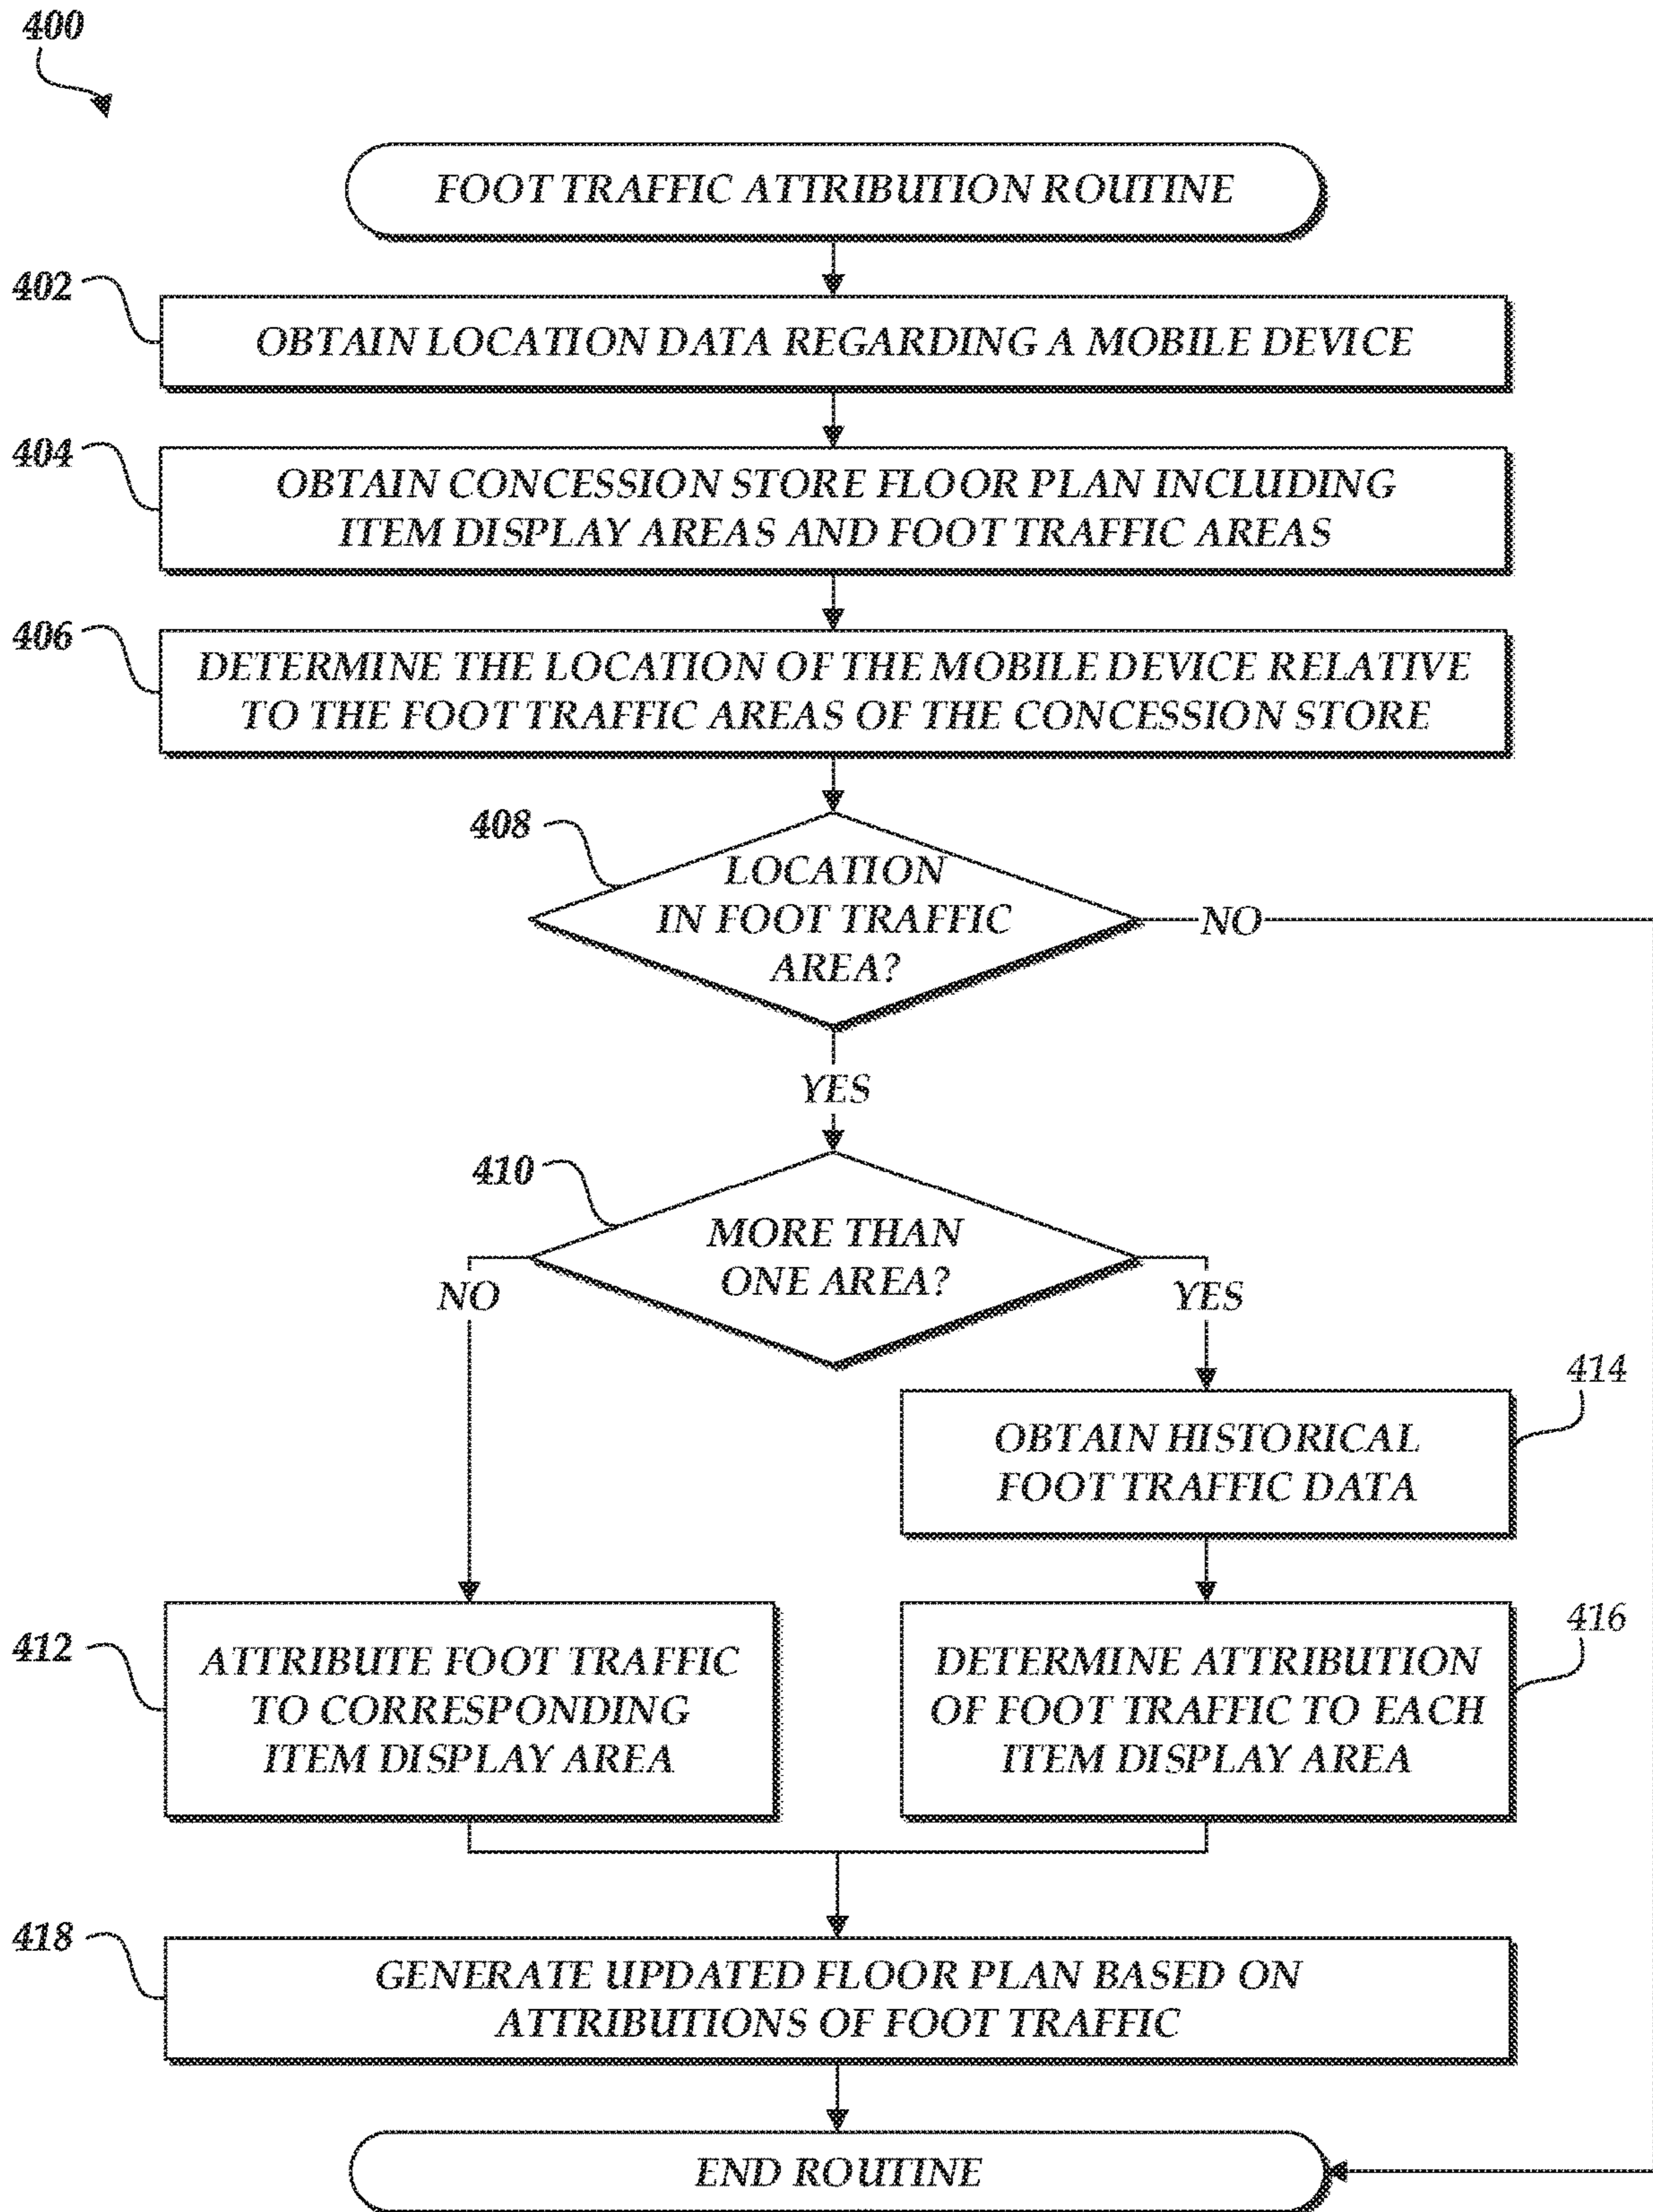 400
FOOT TRAFFIC ATTRIBUTION ROUTINE
402
OBTAIN LOCATION DATA REGARDING A MOBILE DEVICE
404
OBTAIN CONCESSION STORE FLOOR PLAN INCLUDING
ITEM DISPLAY AREAS AND FOOT TRAFFIC AREAS
406
DETERMINE THE LOCATION OF THE MOBILE DEVICE RELATIVE
TO THE FOOT TRAFFIC AREAS OF THE CONCESSION STORE
408
LOCATION
IN FOOT TRAFFIC
AREA?
NO
YES
410
MORE THAN
ONE AREA?
NO
YES
414
OBTAIN HISTORICAL
FOOT TRAFFIC DATA
412
ATTRIBUTE FOOT TRAFFIC
TO CORRESPONDING
ITEM DISPLAY AREA
416
DETERMINE ATTRIBUTION
OF FOOT TRAFFIC TO EACH
ITEM DISPLAY AREA
418
GENERATE UPDATED FLOOR PLAN BASED ON
ATTRIBUTIONS OF FOOT TRAFFIC
END ROUTINE